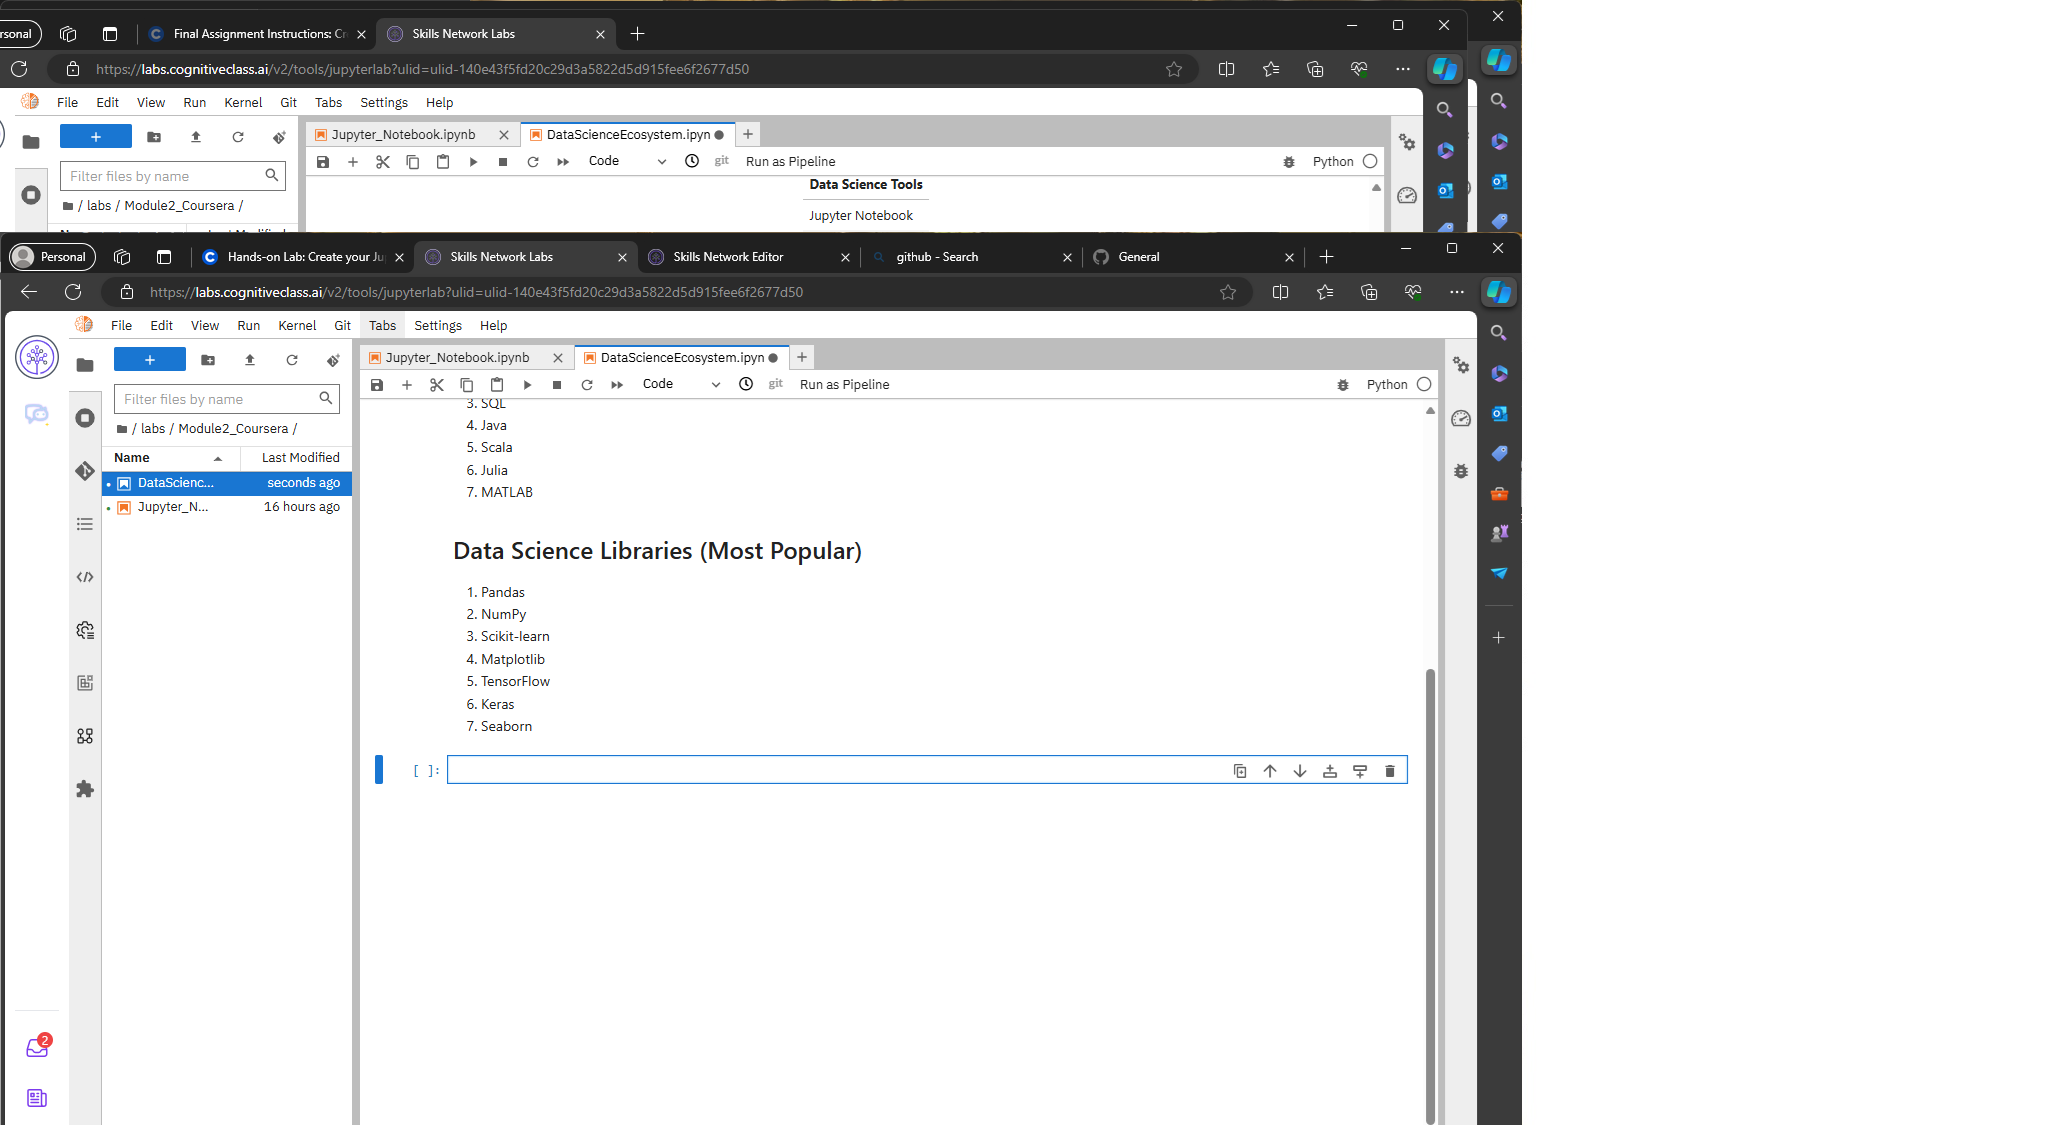 rsonal Final Assignment Instructions: Cr Skills Network Labs
https://labs.cognitiveclass.ai/v2/tools/jupyterlab?ulid=ulid-140e43f5fd20c29d3a5822d5d915fee6f2677d50
File Edit View Run Kernel Git Tabs Settings Help
Jupyter_Notebook.ipynb DataScienceEcosystem.ipyn
Code git Run as Pipeline Python
Filter files by name
/ labs / Module2_Coursera /
Data Science Tools
Jupyter Notebook
Personal Hands-on Lab: Create your Ju Skills Network Labs Skills Network Editor github - Search General
https://labs.cognitiveclass.ai/v2/tools/jupyterlab?ulid=ulid-140e43f5fd20c29d3a5822d5d915fee6f2677d50
File Edit View Run Kernel Git Tabs Settings Help
Jupyter_Notebook.ipynb DataScienceEcosystem.ipyn
Code git Run as Pipeline Python
Filter files by name
/ labs / Module2_Coursera /
Name Last Modified
DataScienc... seconds ago
Jupyter_N... 16 hours ago
3. SQL
4. Java
5. Scala
6. Julia
7. MATLAB
Data Science Libraries (Most Popular)
1. Pandas
2. NumPy
3. Scikit-learn
4. Matplotlib
5. TensorFlow
6. Keras
7. Seaborn
[ ]:
2